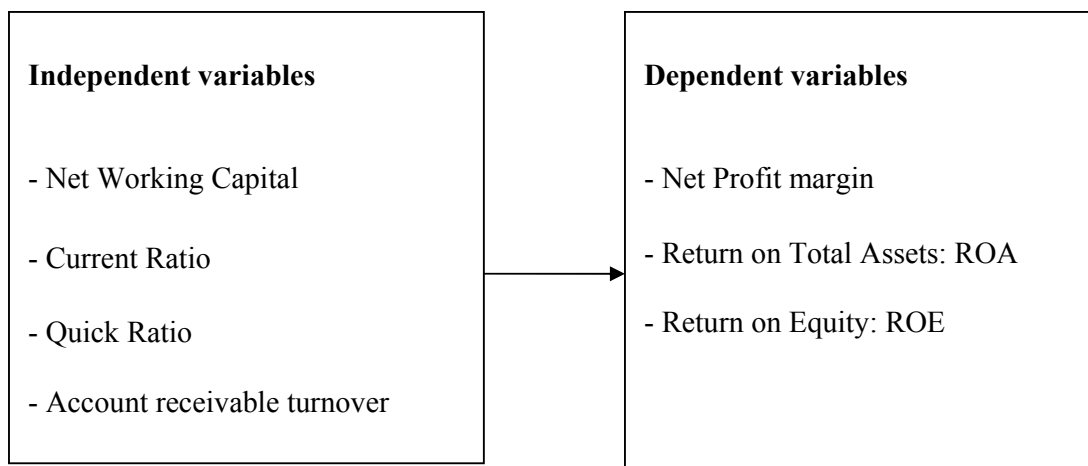 Independent variables
- Net Working Capital
- Current Ratio
- Quick Ratio
- Account receivable turnover
Dependent variables
- Net Profit margin
- Return on Total Assets: ROA
- Return on Equity: ROE